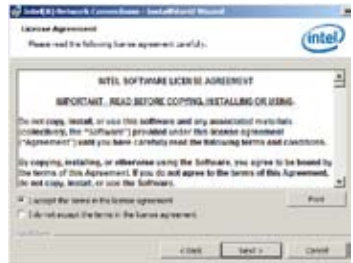 Intel(R) Network Connections - InstallShield Wizard
License Agreement
Please read the following license agreement carefully.
intel
INTEL SOFTWARE LICENSE AGREEMENT
IMPORTANT - READ BEFORE COPYING, INSTALLING OR USING.
Do not copy, install, or use this software and any associated materials
(collectively, the "Software") provided under this license agreement
("Agreement") until you have carefully read the following terms and conditions.
By copying, installing, or otherwise using the Software, you agree to be bound by
the terms of this Agreement. If you do not agree to the terms of this Agreement,
do not copy, install, or use the Software.
I accept the terms in the license agreement
Print
I do not accept the terms in the license agreement
InstallShield
< Back
Next >
Cancel